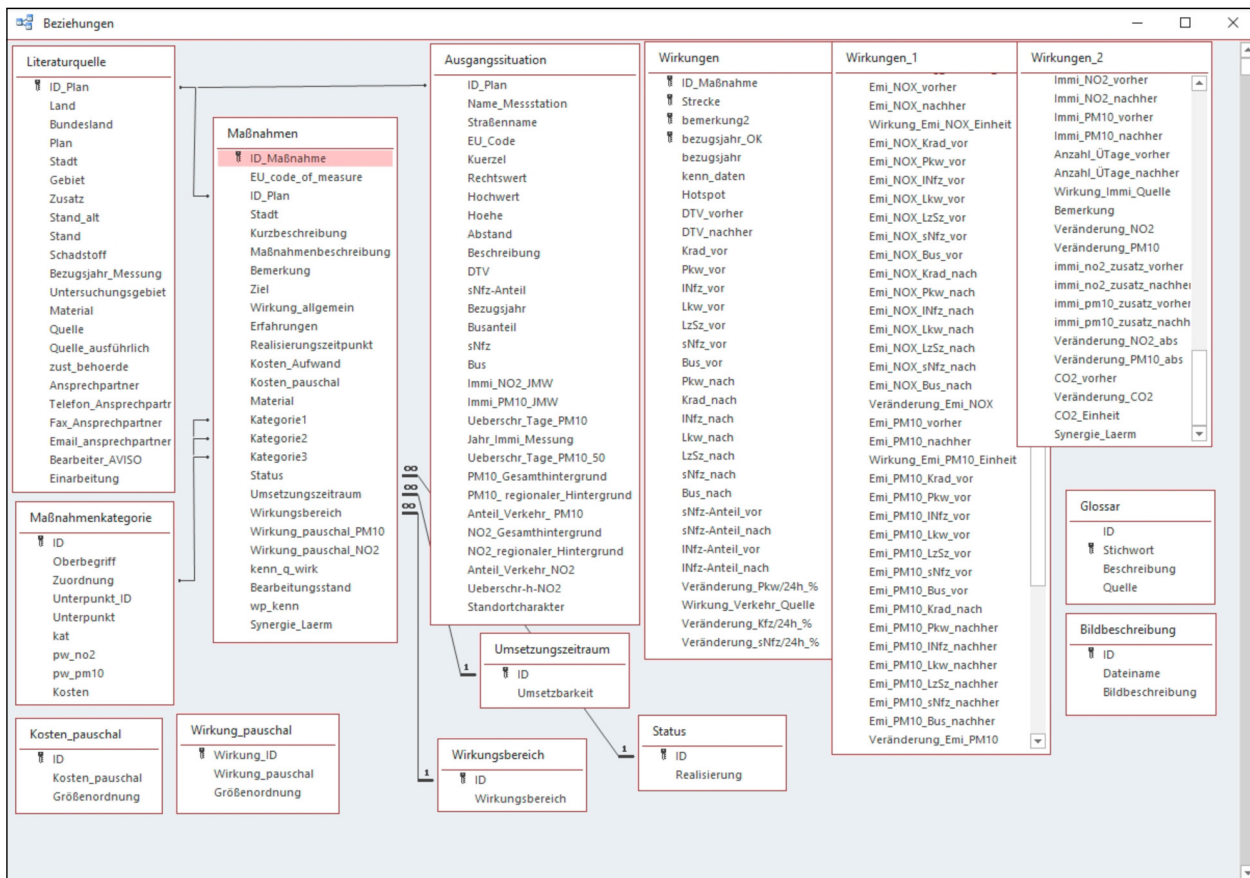 Beziehungen
Literaturquelle
ID_Plan
Land
Bundesland
Plan
Stadt
Gebiet
Zusatz
Stand_alt
Stand
Schadstoff
Bezugsjahr_Messung
Untersuchungsgebiet
Material
Quelle
Quelle_ausführlich
zust_behoerde
Ansprechpartner
Telefon_Ansprechpartr
Fax_Ansprechpartner
Email_ansprechpartner
Bearbeiter_AVISO
Einarbeitung
Maßnahmenkategorie
ID
Oberbegriff
Zuordnung
Unterpunkt_ID
Unterpunkt
kat
pw_no2
pw_pm10
Kosten
Kosten_pauschal
ID
Kosten_pauschal
Größenordnung
Maßnahmen
ID_Maßnahme
EU_code_of_measure
ID_Plan
Stadt
Kurzbeschreibung
Maßnahmenbeschreibung
Bemerkung
Ziel
Wirkung_allgemein
Erfahrungen
Realisierungszeitpunkt
Kosten_Aufwand
Kosten_pauschal
Material
Kategorie1
Kategorie2
Kategorie3
Status
Umsetzungszeitraum
Wirkungsbereich
Wirkung_pauschal_PM10
Wirkung_pauschal_NO2
kenn_q_wirk
Bearbeitungsstand
wp_kenn
Synergie_Laerm
Wirkung_pauschal
Wirkung_ID
Wirkung_pauschal
Größenordnung
∞
∞
∞
Ausgangssituation
ID_Plan
Name_Messstation
Straßenname
EU_Code
Kuerzel
Rechtswert
Hochwert
Hoehe
Abstand
Beschreibung
DTV
sNfz-Anteil
Bezugsjahr
Busanteil
sNfz
Bus
Immi_NO2_JMW
Immi_PM10_JMW
Ueberschr_Tage_PM10
Jahr_Immi_Messung
Ueberschr_Tage_PM10_50
PM10_Gesamthintergrund
PM10_ regionaler_Hintergrund
Anteil_Verkehr_ PM10
NO2_Gesamthintergrund
NO2_regionaler_Hintergrund
Anteil_Verkehr_NO2
Ueberschr-h-NO2
Standortcharakter
1
Umsetzungszeitraum
ID
Umsetzbarkeit
1
Wirkungsbereich
ID
Wirkungsbereich
1
Status
ID
Realisierung
Wirkungen
ID_Maßnahme
Strecke
bemerkung2
bezugsjahr_OK
bezugsjahr
kenn_daten
Hotspot
DTV_vorher
DTV_nachher
Krad_vor
Pkw_vor
lNfz_vor
Lkw_vor
LzSz_vor
sNfz_vor
Bus_vor
Pkw_nach
Krad_nach
lNfz_nach
Lkw_nach
LzSz_nach
sNfz_nach
Bus_nach
sNfz-Anteil_vor
sNfz-Anteil_nach
lNfz-Anteil_vor
lNfz-Anteil_nach
Veränderung_Pkw/24h_%
Wirkung_Verkehr_Quelle
Veränderung_Kfz/24h_%
Veränderung_sNfz/24h_%
Wirkungen_1
Emi_NOX_vorher
Emi_NOX_nachher
Wirkung_Emi_NOX_Einheit
Emi_NOX_Krad_vor
Emi_NOX_Pkw_vor
Emi_NOX_lNfz_vor
Emi_NOX_Lkw_vor
Emi_NOX_LzSz_vor
Emi_NOX_sNfz_vor
Emi_NOX_Bus_vor
Emi_NOX_Krad_nach
Emi_NOX_Pkw_nach
Emi_NOX_lNfz_nach
Emi_NOX_Lkw_nach
Emi_NOX_LzSz_nach
Emi_NOX_sNfz_nach
Emi_NOX_Bus_nach
Veränderung_Emi_NOX
Emi_PM10_vorher
Emi_PM10_nachher
Wirkung_Emi_PM10_Einheit
Emi_PM10_Krad_vor
Emi_PM10_Pkw_vor
Emi_PM10_lNfz_vor
Emi_PM10_Lkw_vor
Emi_PM10_LzSz_vor
Emi_PM10_sNfz_vor
Emi_PM10_Bus_vor
Emi_PM10_Krad_nach
Emi_PM10_Pkw_nachher
Emi_PM10_lNfz_nachher
Emi_PM10_Lkw_nachher
Emi_PM10_LzSz_nachher
Emi_PM10_sNfz_nachher
Emi_PM10_Bus_nachher
Veränderung_Emi_PM10
Wirkungen_2
Immi_NO2_vorher
Immi_NO2_nachher
Immi_PM10_vorher
Immi_PM10_nachher
Anzahl_ÜTage_vorher
Anzahl_ÜTage_nachher
Wirkung_Immi_Quelle
Bemerkung
Veränderung_NO2
Veränderung_PM10
immi_no2_zusatz_vorher
immi_no2_zusatz_nachher
immi_pm10_zusatz_vorher
immi_pm10_zusatz_nachh
Veränderung_NO2_abs
Veränderung_PM10_abs
CO2_vorher
Veränderung_CO2
CO2_Einheit
Synergie_Laerm
Glossar
ID
Stichwort
Beschreibung
Quelle
Bildbeschreibung
ID
Dateiname
Bildbeschreibung